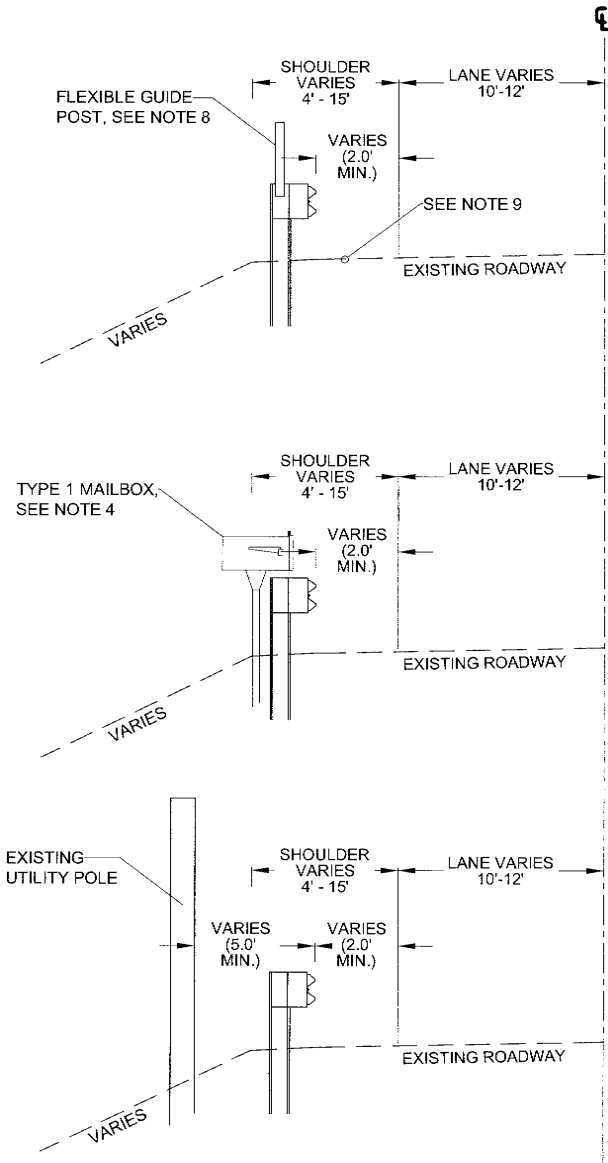 ℄
SHOULDER
VARIES
4' - 15'
LANE VARIES
10'-12'
FLEXIBLE GUIDE
POST, SEE NOTE 8
VARIES
(2.0'
MIN.)
SEE NOTE 9
EXISTING ROADWAY
VARIES
SHOULDER
VARIES
4' - 15'
LANE VARIES
10'-12'
TYPE 1 MAILBOX,
SEE NOTE 4
VARIES
(2.0'
MIN.)
EXISTING ROADWAY
VARIES
SHOULDER
VARIES
4' - 15'
LANE VARIES
10'-12'
EXISTING
UTILITY POLE
VARIES
(5.0'
MIN.)
VARIES
(2.0'
MIN.)
EXISTING ROADWAY
VARIES